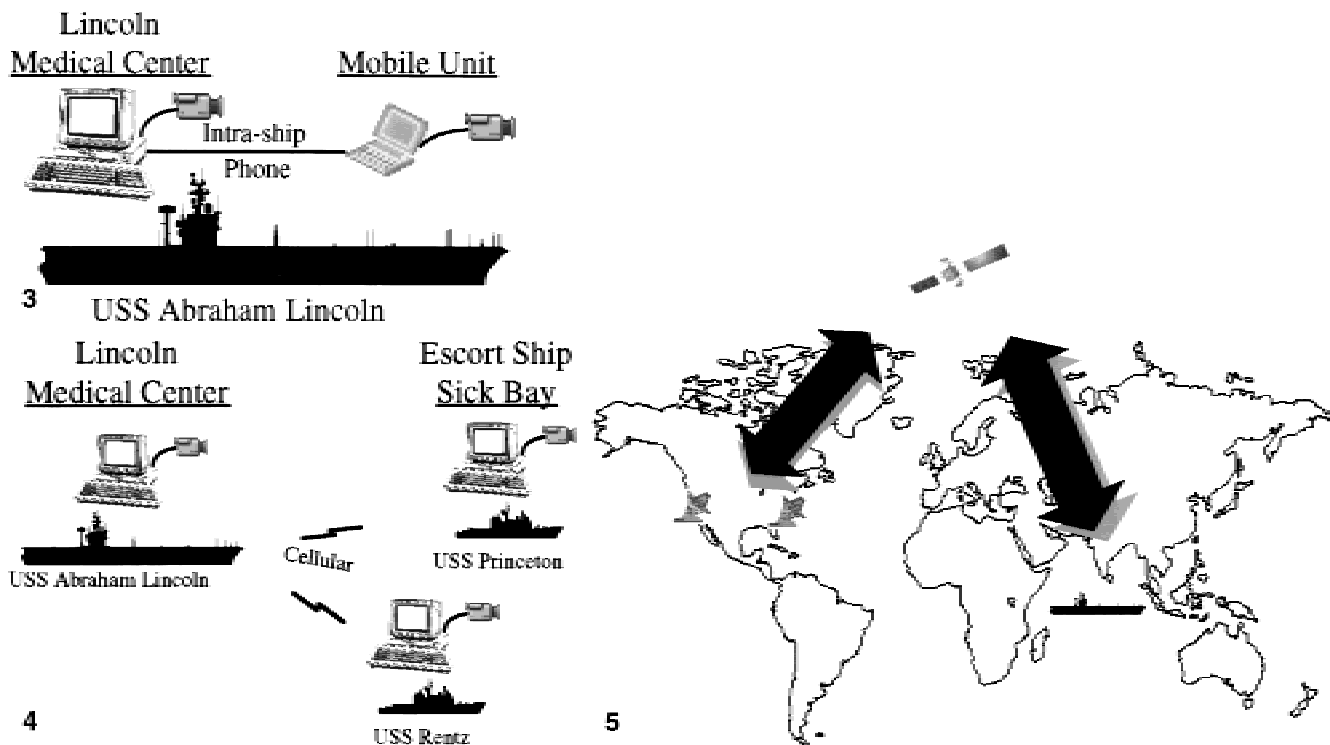 Lincoln
Medical Center
Mobile Unit
Intra-ship
Phone
3
USS Abraham Lincoln
Lincoln
Medical Center
Escort Ship
Sick Bay
Cellular
USS Abraham Lincoln
USS Princeton
USS Rentz
4
5